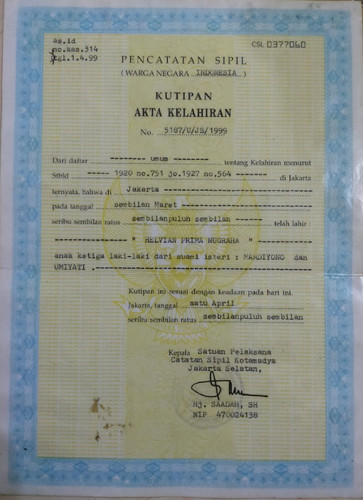 as.id
no.kas.314
tgl.1.4.99
CSL 0377060
PENCATATAN SIPIL
(WARGA NEGARA INDONESIA)
KUTIPAN
AKTA KELAHIRAN
No. 5187/U/JS/1999
Dari daftar -------- umum -------- tentang Kelahiran menurut
Stbld ----- 1920 no.751 jo.1927 no.564 ------- di Jakarta
ternyata, bahwa di -- Jakarta --------------------------
pada tanggal ------- sembilan Maret --------------------
seribu sembilan ratus ----- sembilanpuluh sembilan ------ telah lahir
---------------- " HELVIAN PRIMA NUGRAHA " --------------
anak ketiga laki-laki dari suami isteri : MARDIYONO dan
UMIYATI .------------------------------------------
Kutipan ini sesuai dengan keadaan pada hari ini.
Jakarta, tanggal ----- satu April -----------------
seribu sembilan ratus ---- sembilanpuluh sembilan
Kepala Satuan Pelaksana
Catatan Sipil Kotamadya
Jakarta Selatan,
Hj. SAADAH, SH
NIP 470024138